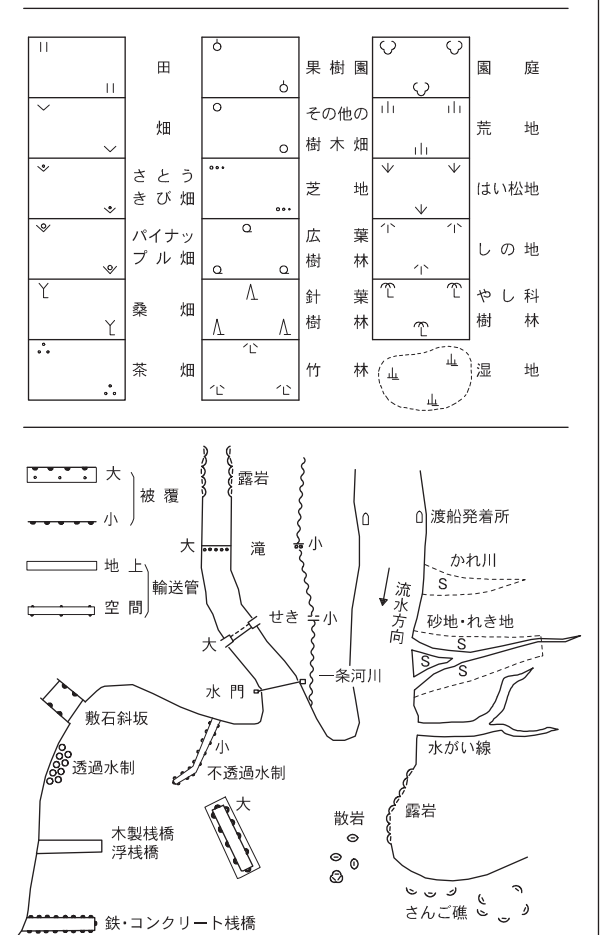 田
畑
さとう
きび畑
パイナッ
プル畑
桑畑
茶畑
果樹園
その他の
樹木畑
芝地
広葉
樹林
針葉
樹林
竹林
園庭
荒地
はい松地
しの地
やし科
樹林
湿地
大
小
被覆
地上
空間
輸送管
露岩
大
滝
小
渡船発着所
かれ川
S
流水方向
砂地・れき地
S
S
S
せき
小
大
水門
一条河川
敷石斜坂
透過水制
小
不透過水制
水がい線
大
散岩
露岩
木製桟橋
浮桟橋
さんご礁
鉄・コンクリート桟橋